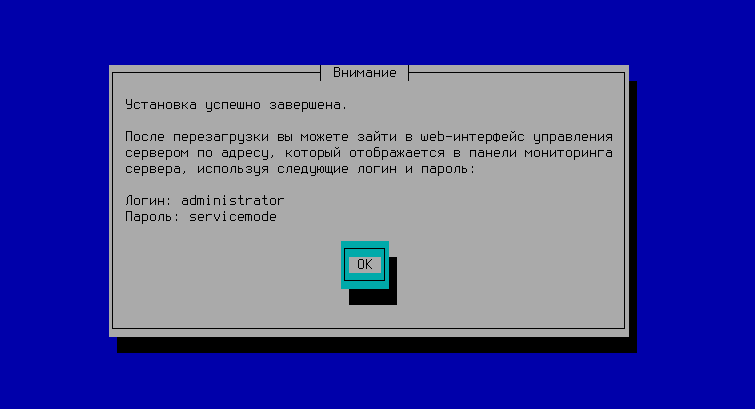 Внимание
Установка успешно завершена.
После перезагрузки вы можете зайти в web-интерфейс управления
сервером по адресу, который отображается в панели мониторинга
сервера, используя следующие логин и пароль:
Логин: administrator
Пароль: servicemode
OK